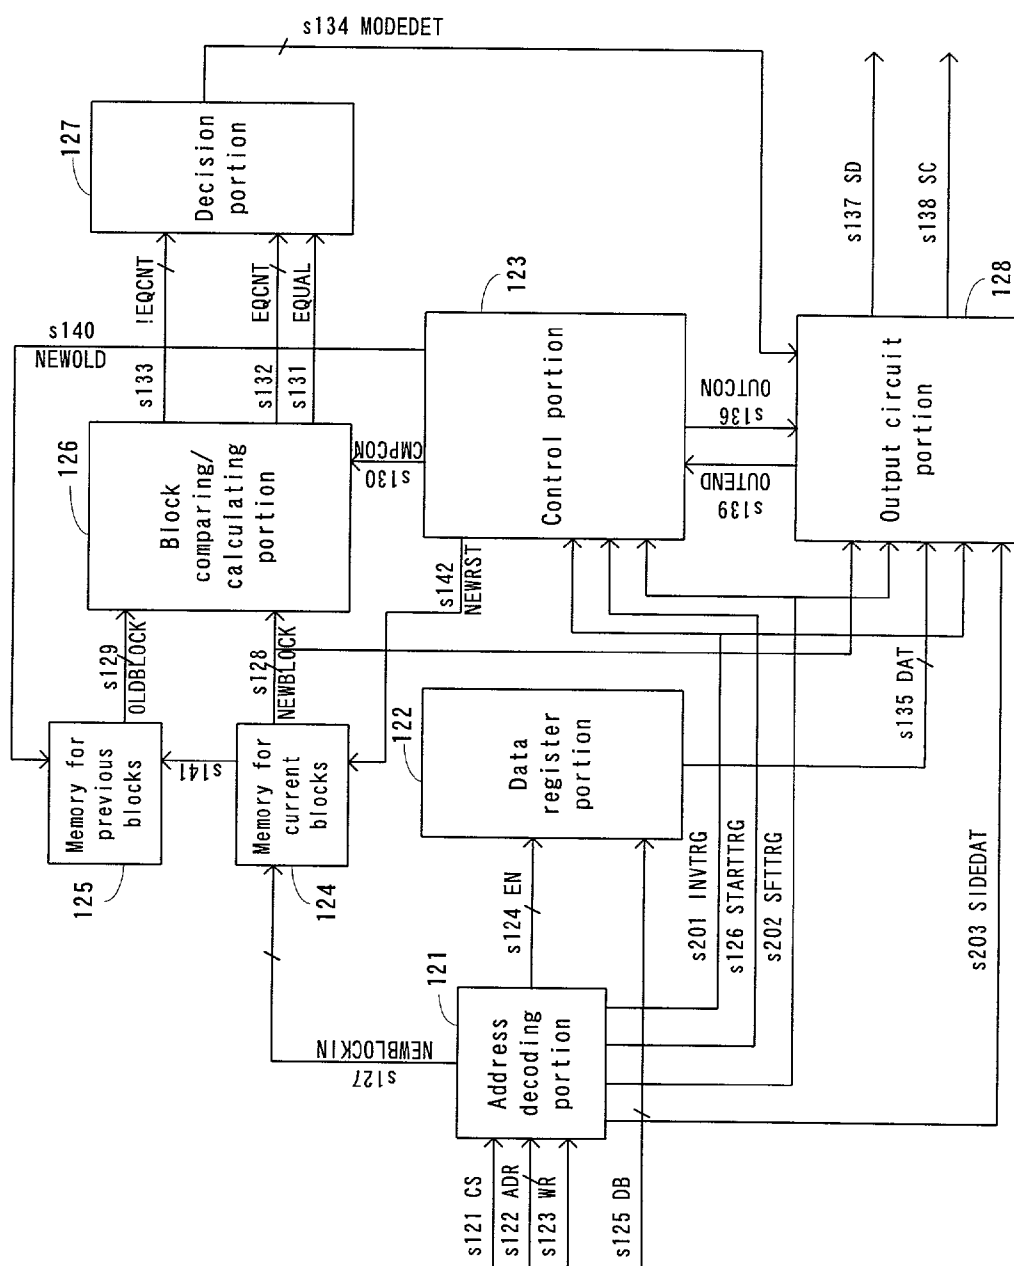 s134 MODEDET
127
Decision
portion
s137 SD
s138 SC
!EQCNT
EQCNT
EQUAL
s133
s132
s131
s140
NEWOLD
123
Control portion
128
Output circuit
portion
s136
OUTCON
s139
OUTEND
126
Block
comparing/
calculating
portion
s130
CMPCON
s142
NEWRST
s129
OLDBLOCK
s128
NEWBLOCK
s135 DAT
Memory for
previous
blocks
125
s141
Memory for
current
blocks
124
122
Data
register
portion
s124 EN
s201 INVTRG
s126 STARTTRG
s202 SFTTRG
s203 SIDEDAT
s127
NEWBLOCKIN
121
Address
decoding
portion
s121 CS
s122 ADR
s123 WR
s125 DB